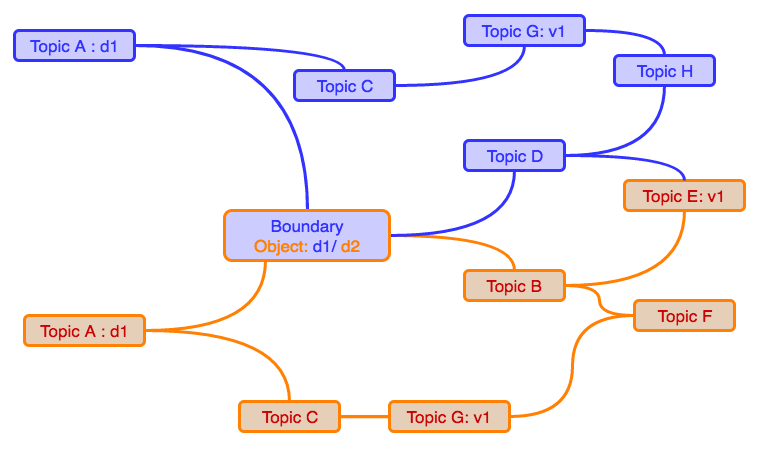 Topic A : d1
Topic G: v1
Topic C
Topic H
Topic D
Topic E: v1
Boundary
Object: d1/ d2
Topic B
Topic A : d1
Topic F
Topic C
Topic G: v1